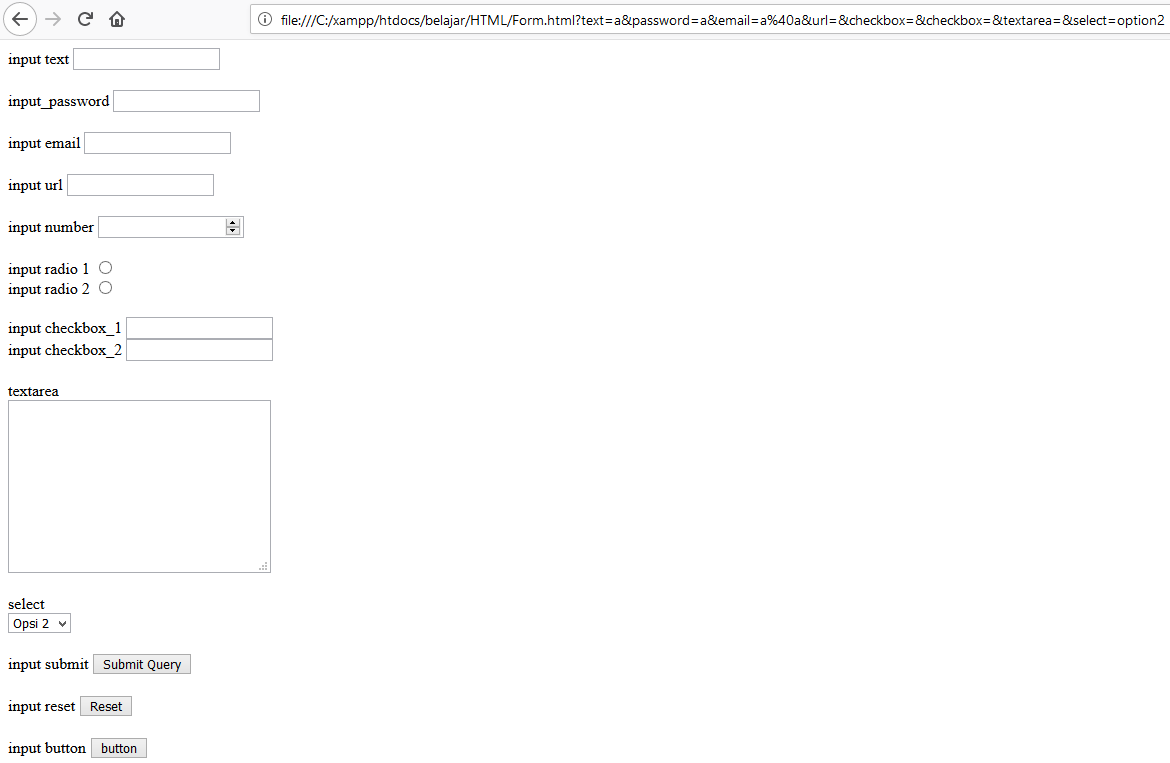 file:///C:/xampp/htdocs/belajar/HTML/Form.html?text=a&password=a&email=a%40a&url=&checkbox=&checkbox=&textarea=&select=option2
input text
input_password
input email
input url
input number
input radio 1
input radio 2
input checkbox_1
input checkbox_2
textarea
select
Opsi 2
input submit Submit Query
input reset Reset
input button button